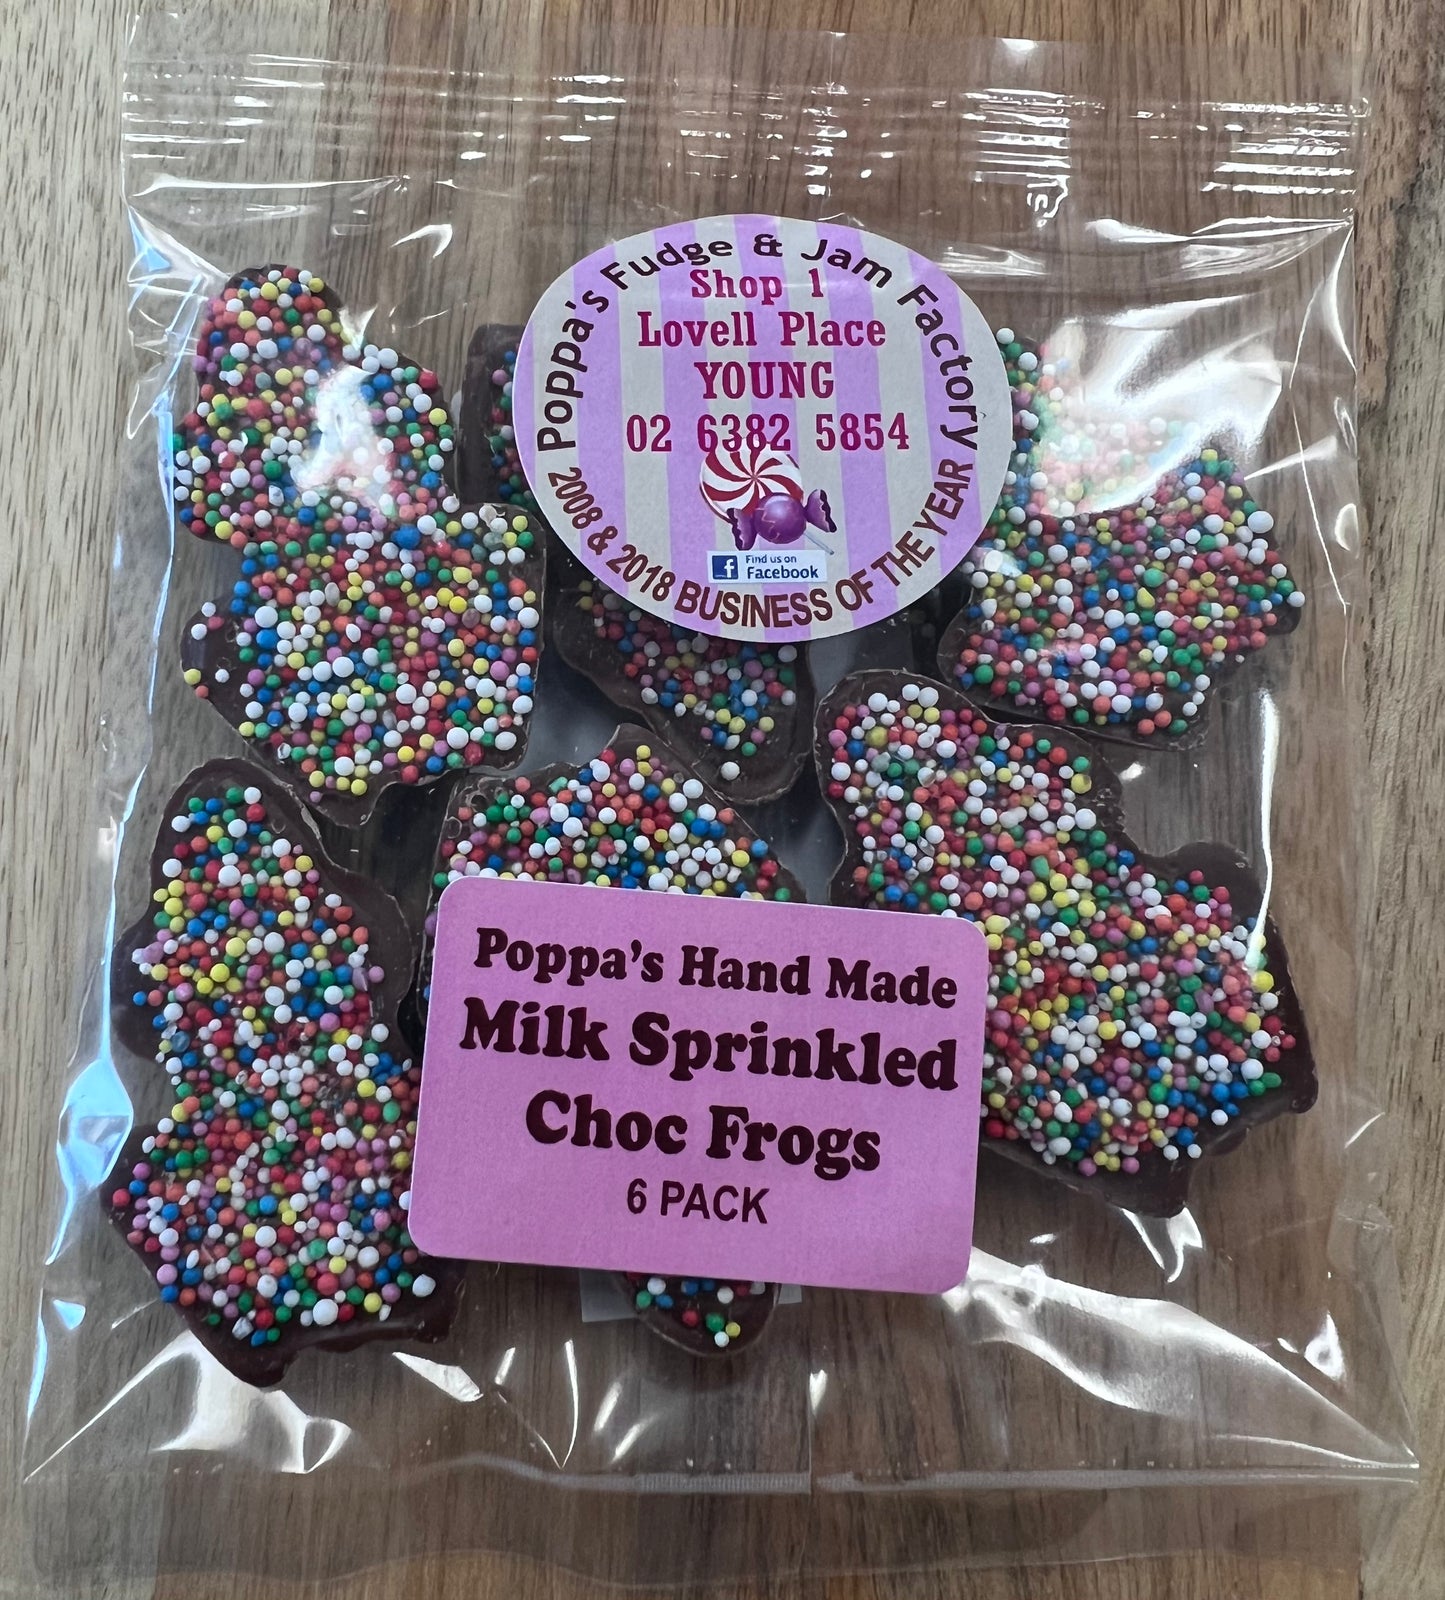 Poppa's Fudge & Jam Factory
Shop 1
Lovell Place
YOUNG
02 6382 5854
f Find us on
Facebook
2008 & 2018 BUSINESS OF THE YEAR
Poppa's Hand Made
Milk Sprinkled
Choc Frogs
6 PACK